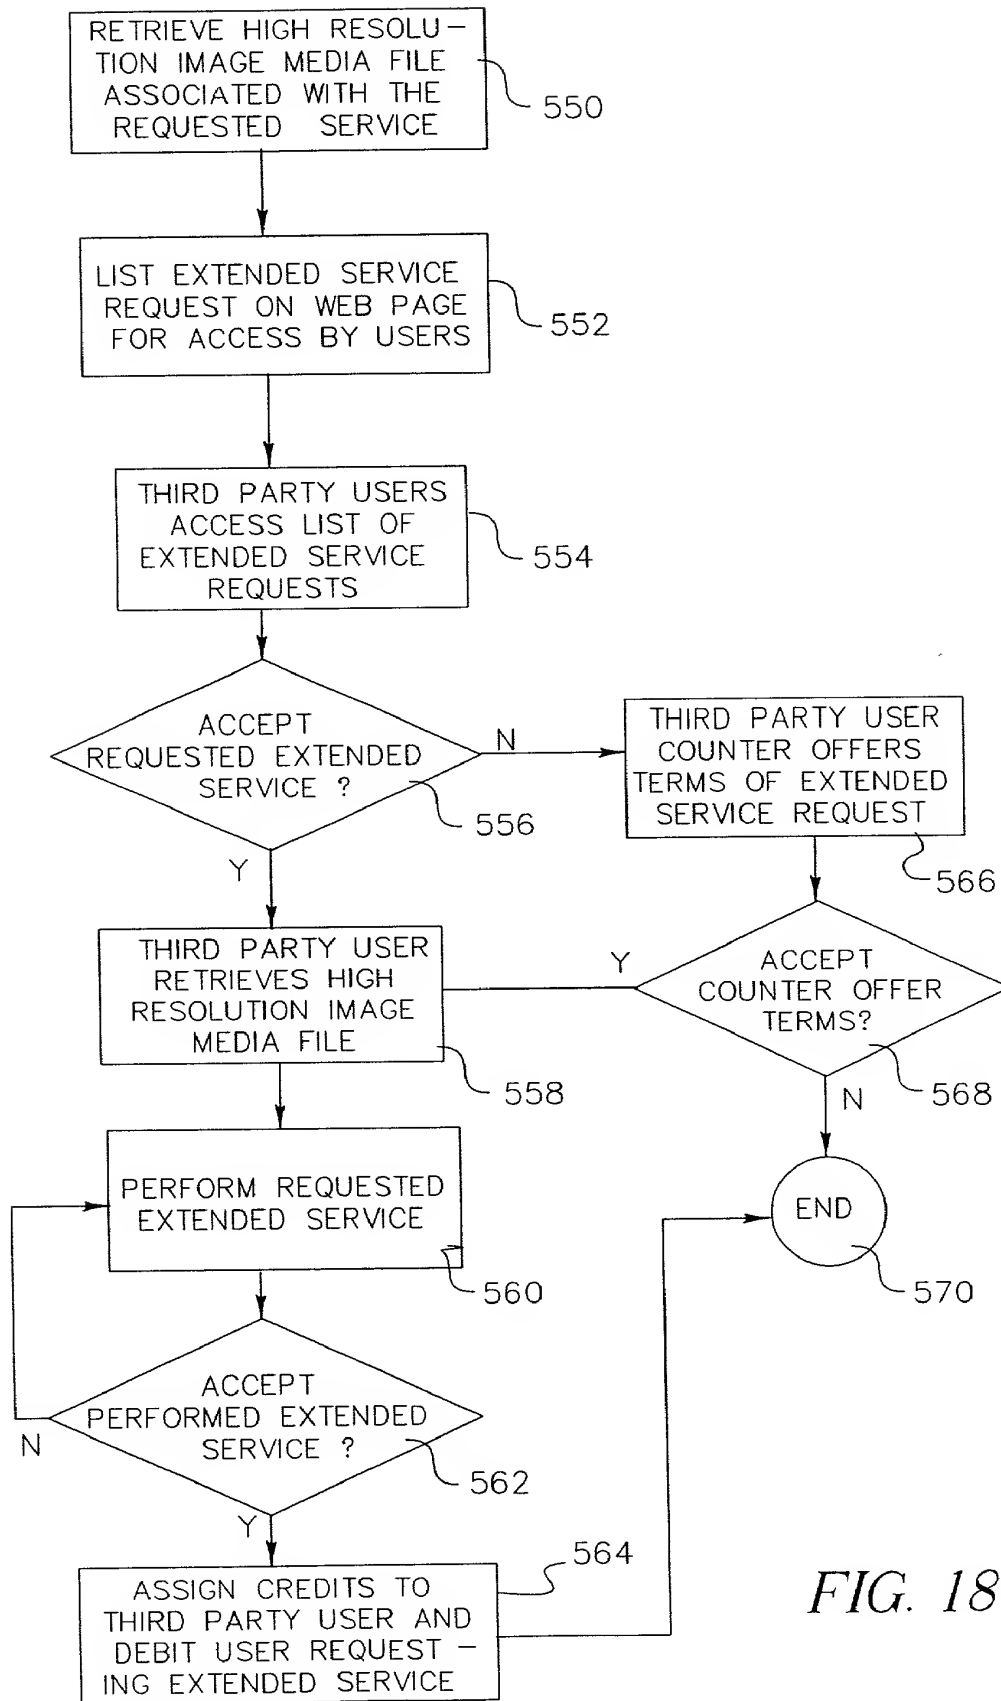 RETRIEVE HIGH RESOLU-
TION IMAGE MEDIA FILE
ASSOCIATED WITH THE
REQUESTED SERVICE
550
LIST EXTENDED SERVICE
REQUEST ON WEB PAGE
FOR ACCESS BY USERS
552
THIRD PARTY USERS
ACCESS LIST OF
EXTENDED SERVICE
REQUESTS
554
ACCEPT
REQUESTED EXTENDED
SERVICE ?
556
N
Y
THIRD PARTY USER
COUNTER OFFERS
TERMS OF EXTENDED
SERVICE REQUEST
566
THIRD PARTY USER
RETRIEVES HIGH
RESOLUTION IMAGE
MEDIA FILE
558
Y
ACCEPT
COUNTER OFFER
TERMS?
568
N
PERFORM REQUESTED
EXTENDED SERVICE
560
END
570
ACCEPT
PERFORMED EXTENDED
SERVICE ?
562
N
Y
ASSIGN CREDITS TO
THIRD PARTY USER AND
DEBIT USER REQUEST -
ING EXTENDED SERVICE
564
FIG. 18